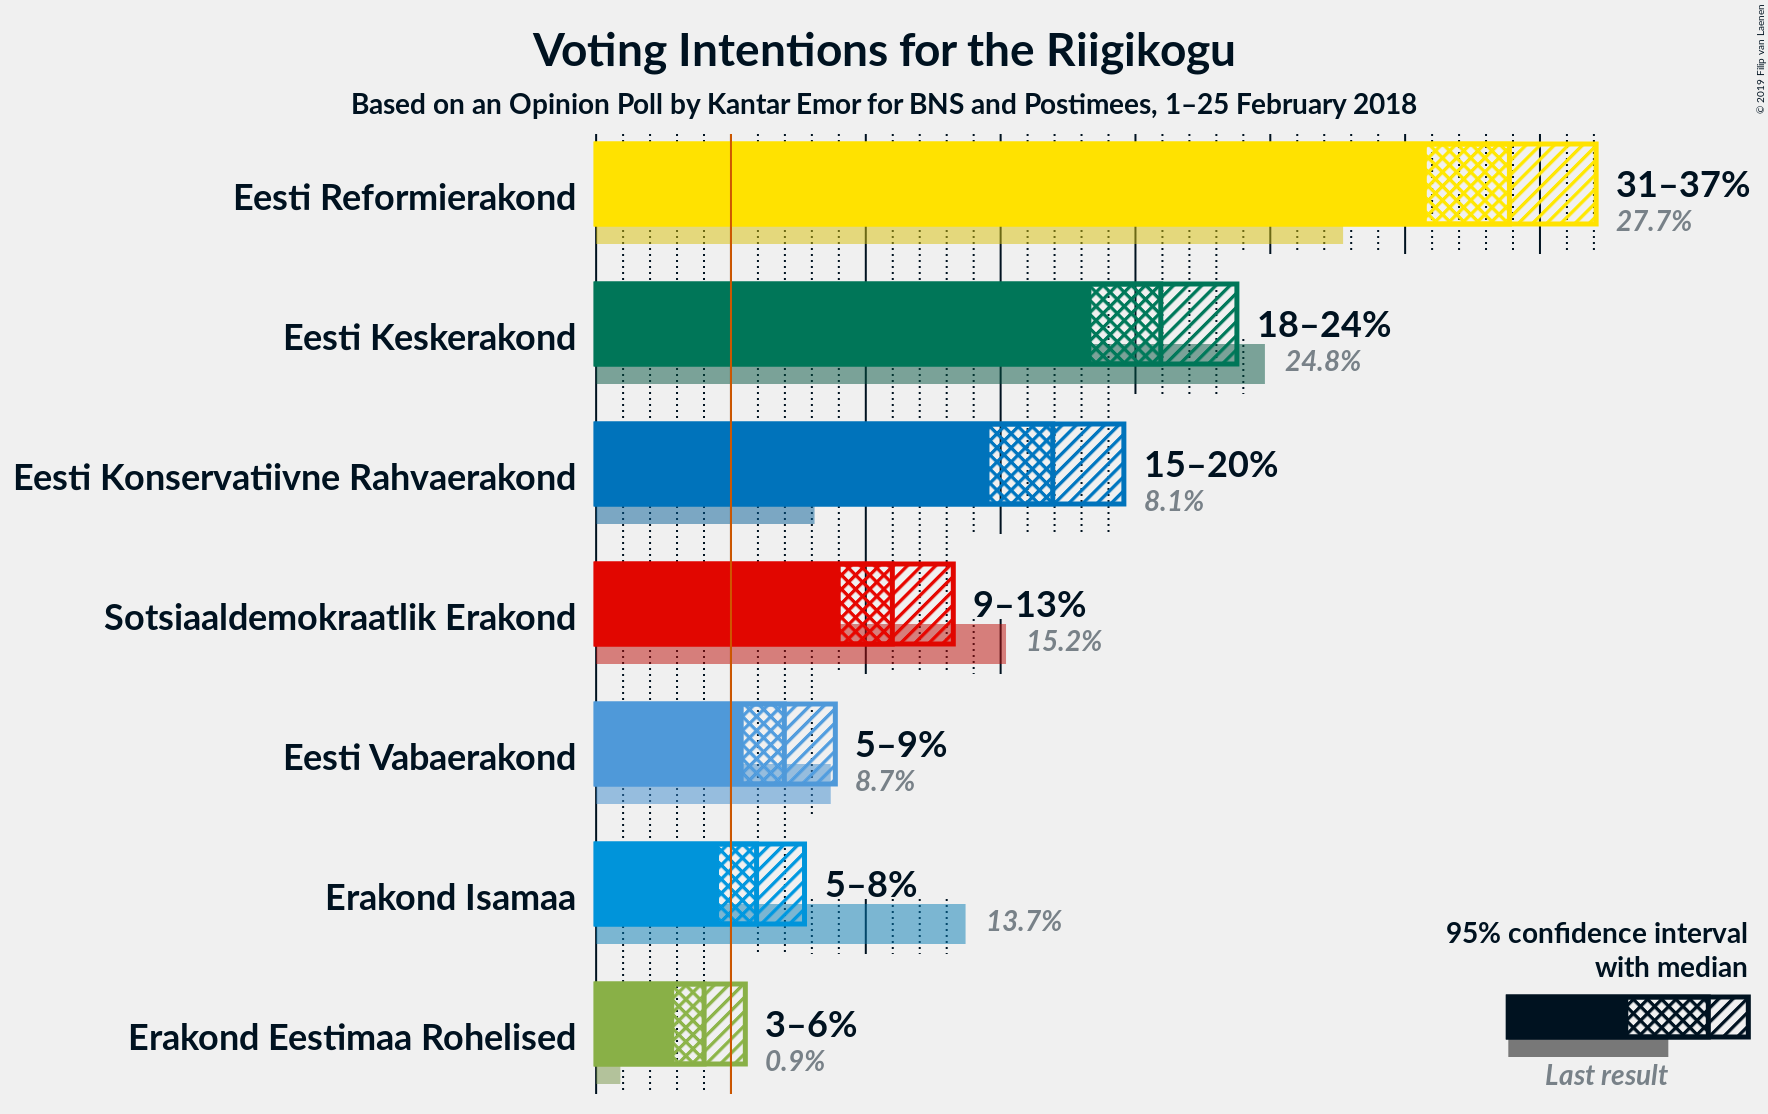 Voting Intentions for the Riigikogu
Based on an Opinion Poll by Kantar Emor for BNS and Postimees, 1–25 February 2018
© 2019 Filip van Laenen
Eesti Reformierakond
31–37%
27.7%
Eesti Keskerakond
18–24%
24.8%
Eesti Konservatiivne Rahvaerakond
15–20%
8.1%
Sotsiaaldemokraatlik Erakond
9–13%
15.2%
Eesti Vabaerakond
5–9%
8.7%
Erakond Isamaa
5–8%
13.7%
Erakond Eestimaa Rohelised
3–6%
0.9%
95% confidence interval
with median
Last result